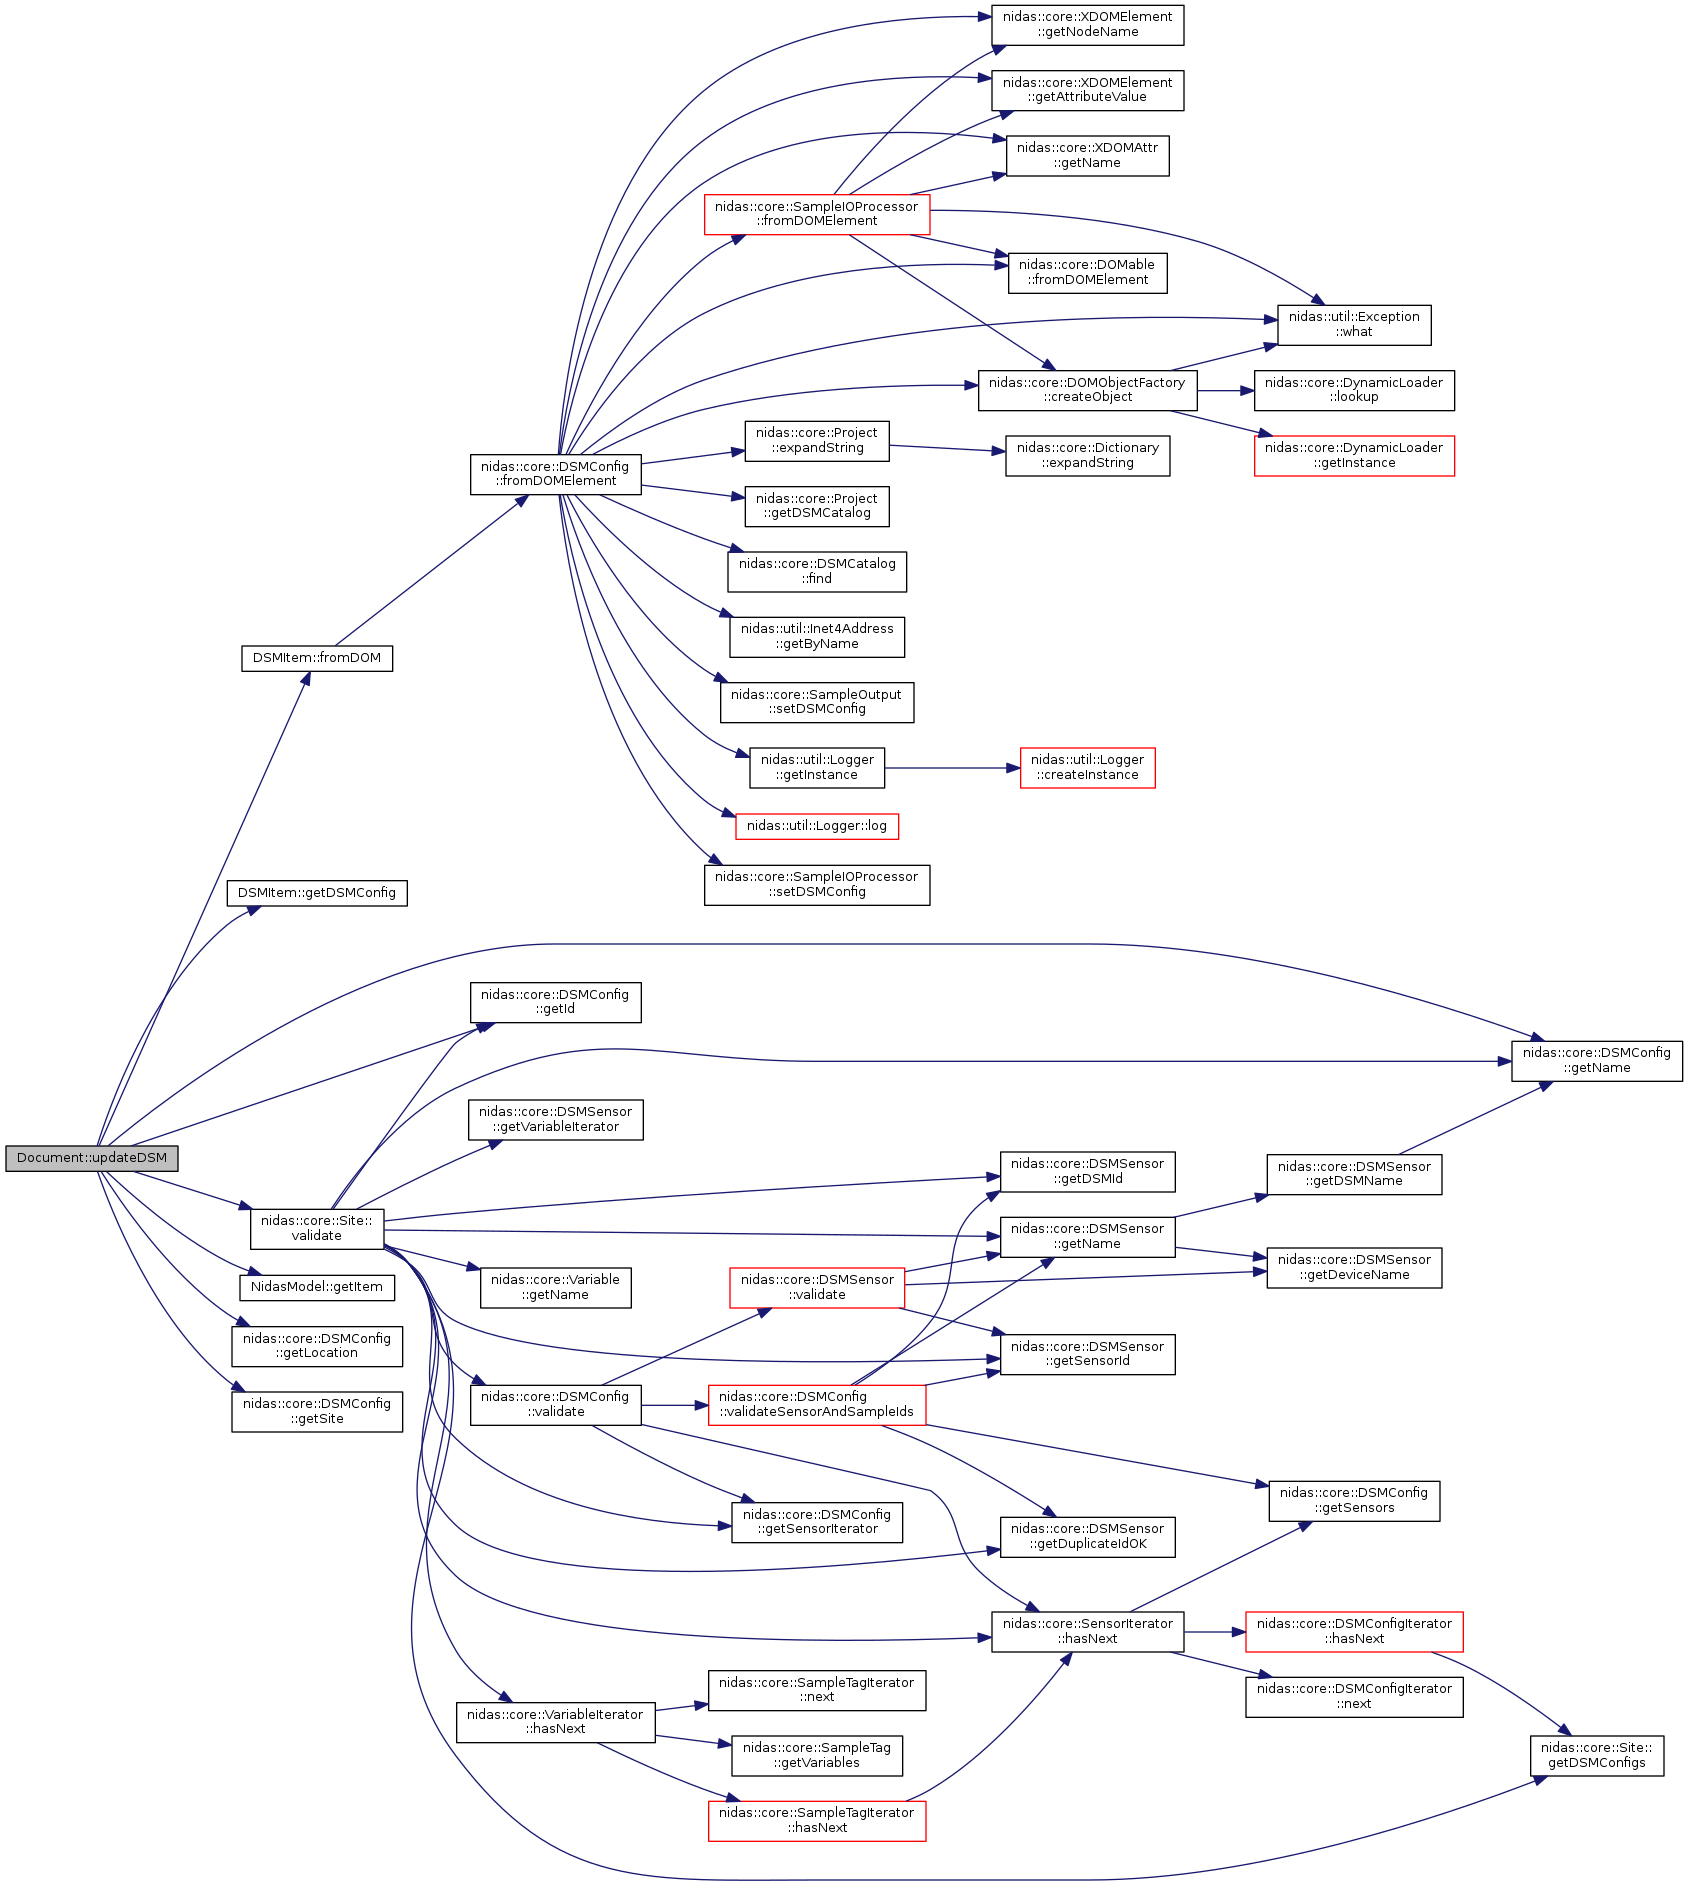 nidas::core::XDOMElement
::getNodeName
nidas::core::XDOMElement
::getAttributeValue
nidas::core::XDOMAttr
::getName
nidas::core::SampleIOProcessor
::fromDOMElement
nidas::core::DOMable
::fromDOMElement
nidas::util::Exception
::what
nidas::core::DOMObjectFactory
::createObject
nidas::core::DynamicLoader
::lookup
nidas::core::DynamicLoader
::getInstance
nidas::core::Project
::expandString
nidas::core::Dictionary
::expandString
nidas::core::DSMConfig
::fromDOMElement
nidas::core::Project
::getDSMCatalog
nidas::core::DSMCatalog
::find
nidas::util::Inet4Address
::getByName
DSMItem::fromDOM
nidas::core::SampleOutput
::setDSMConfig
nidas::util::Logger
::getInstance
nidas::util::Logger
::createInstance
nidas::util::Logger::log
nidas::core::SampleIOProcessor
::setDSMConfig
DSMItem::getDSMConfig
nidas::core::DSMConfig
::getId
nidas::core::DSMConfig
::getName
nidas::core::DSMSensor
::getVariableIterator
Document::updateDSM
nidas::core::DSMSensor
::getDSMId
nidas::core::DSMSensor
::getDSMName
nidas::core::Site::
validate
nidas::core::DSMSensor
::getName
nidas::core::DSMSensor
::getDeviceName
NidasModel::getItem
nidas::core::Variable
::getName
nidas::core::DSMSensor
::validate
nidas::core::DSMConfig
::getLocation
nidas::core::DSMSensor
::getSensorId
nidas::core::DSMConfig
::getSite
nidas::core::DSMConfig
::validate
nidas::core::DSMConfig
::validateSensorAndSampleIds
nidas::core::DSMConfig
::getSensors
nidas::core::DSMConfig
::getSensorIterator
nidas::core::DSMSensor
::getDuplicateIdOK
nidas::core::SensorIterator
::hasNext
nidas::core::DSMConfigIterator
::hasNext
nidas::core::DSMConfigIterator
::next
nidas::core::SampleTagIterator
::next
nidas::core::VariableIterator
::hasNext
nidas::core::SampleTag
::getVariables
nidas::core::Site::
getDSMConfigs
nidas::core::SampleTagIterator
::hasNext